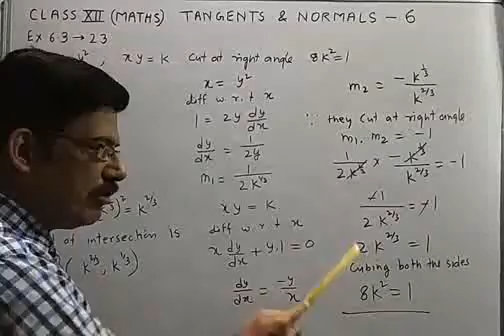 CLASS XII (MATHS) TANGENTS & NORMALS - 6
Ex 6.3 → 23
y², xy = K cut at right angle 8K² = 1
)² = K^{2/3}
of intersection is
(K^{2/3}, K^{1/3})
x = y²
diff w.r.t x
1 = 2y dy/dx
dy/dx = 1/2y
m₁ = 1/2K^{1/3}
xy = K
diff w.r.t x
x dy/dx + y.1 = 0
dy/dx = -y/x
m₂ = -K^{1/3}/K^{2/3}
∵ they cut at right angle
m₁. m₂ = -1
1/2K^{1/3} × -K^{1/3}/K^{2/3} = -1
-1/2K^{2/3} = -1
2K^{2/3} = 1
Cubing both the sides
8K² = 1